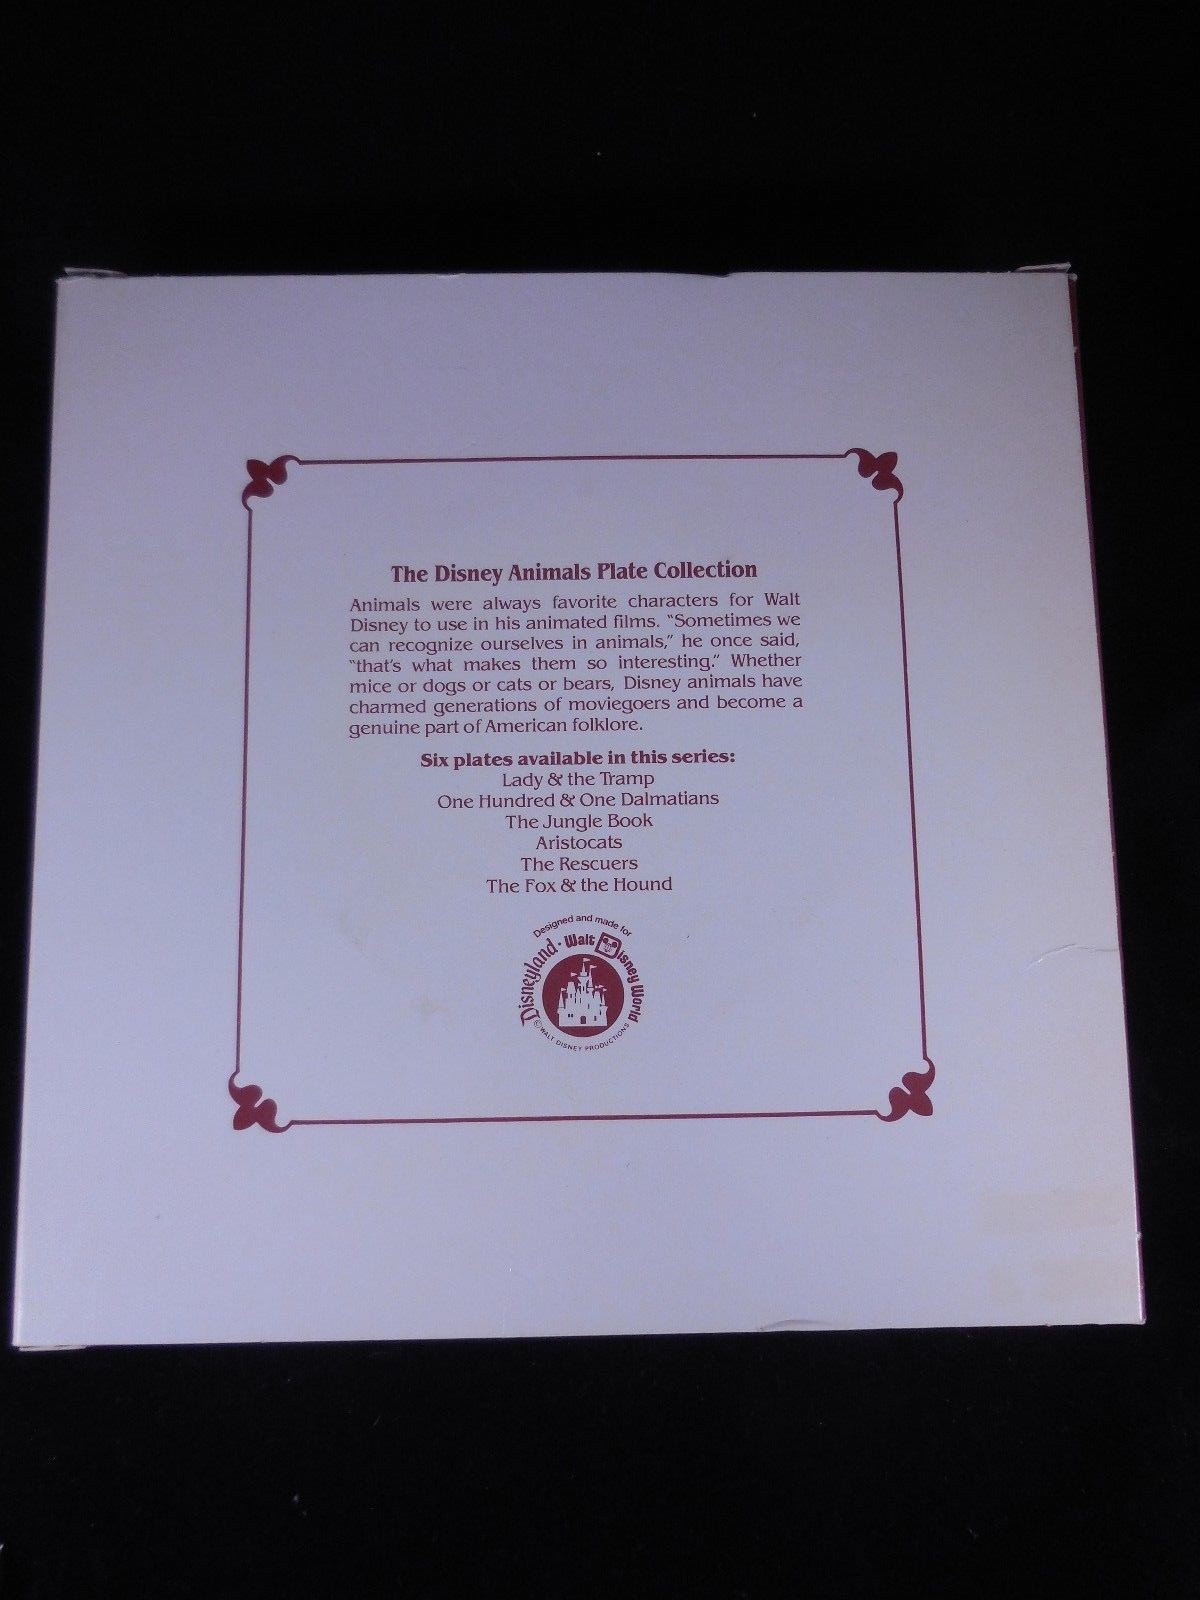 The Disney Animals Plate Collection
Animals were always favorite characters for Walt
Disney to use in his animated films. "Sometimes we
can recognize ourselves in animals," he once said,
"that's what makes them so interesting." Whether
mice or dogs or cats or bears, Disney animals have
charmed generations of moviegoers and become a
genuine part of American folklore.
Six plates available in this series:
Lady & the Tramp
One Hundred & One Dalmatians
The Jungle Book
Aristocats
The Rescuers
The Fox & the Hound
Designed and made for
Disneyland · Walt Disney World
© WALT DISNEY PRODUCTIONS